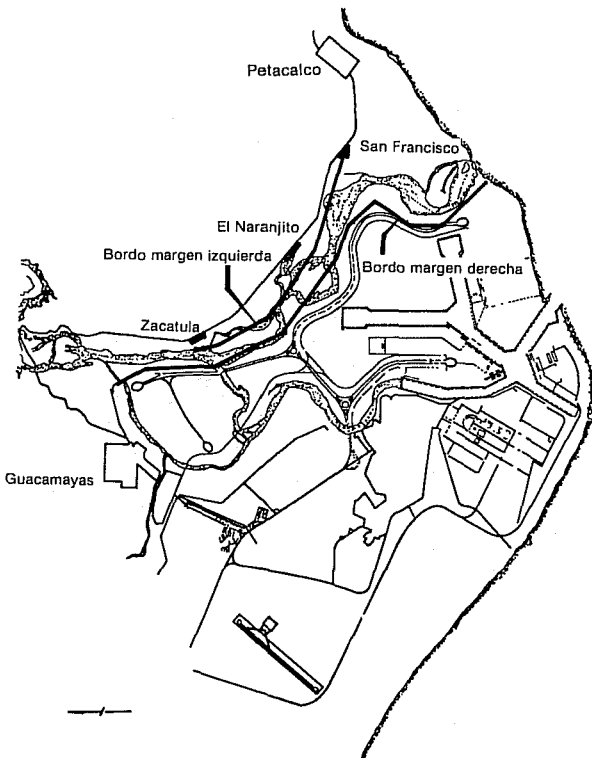 Petacalco
San Francisco
El Naranjito
Bordo margen izquierda
Bordo margen derecha
Zacatula
Guacamayas